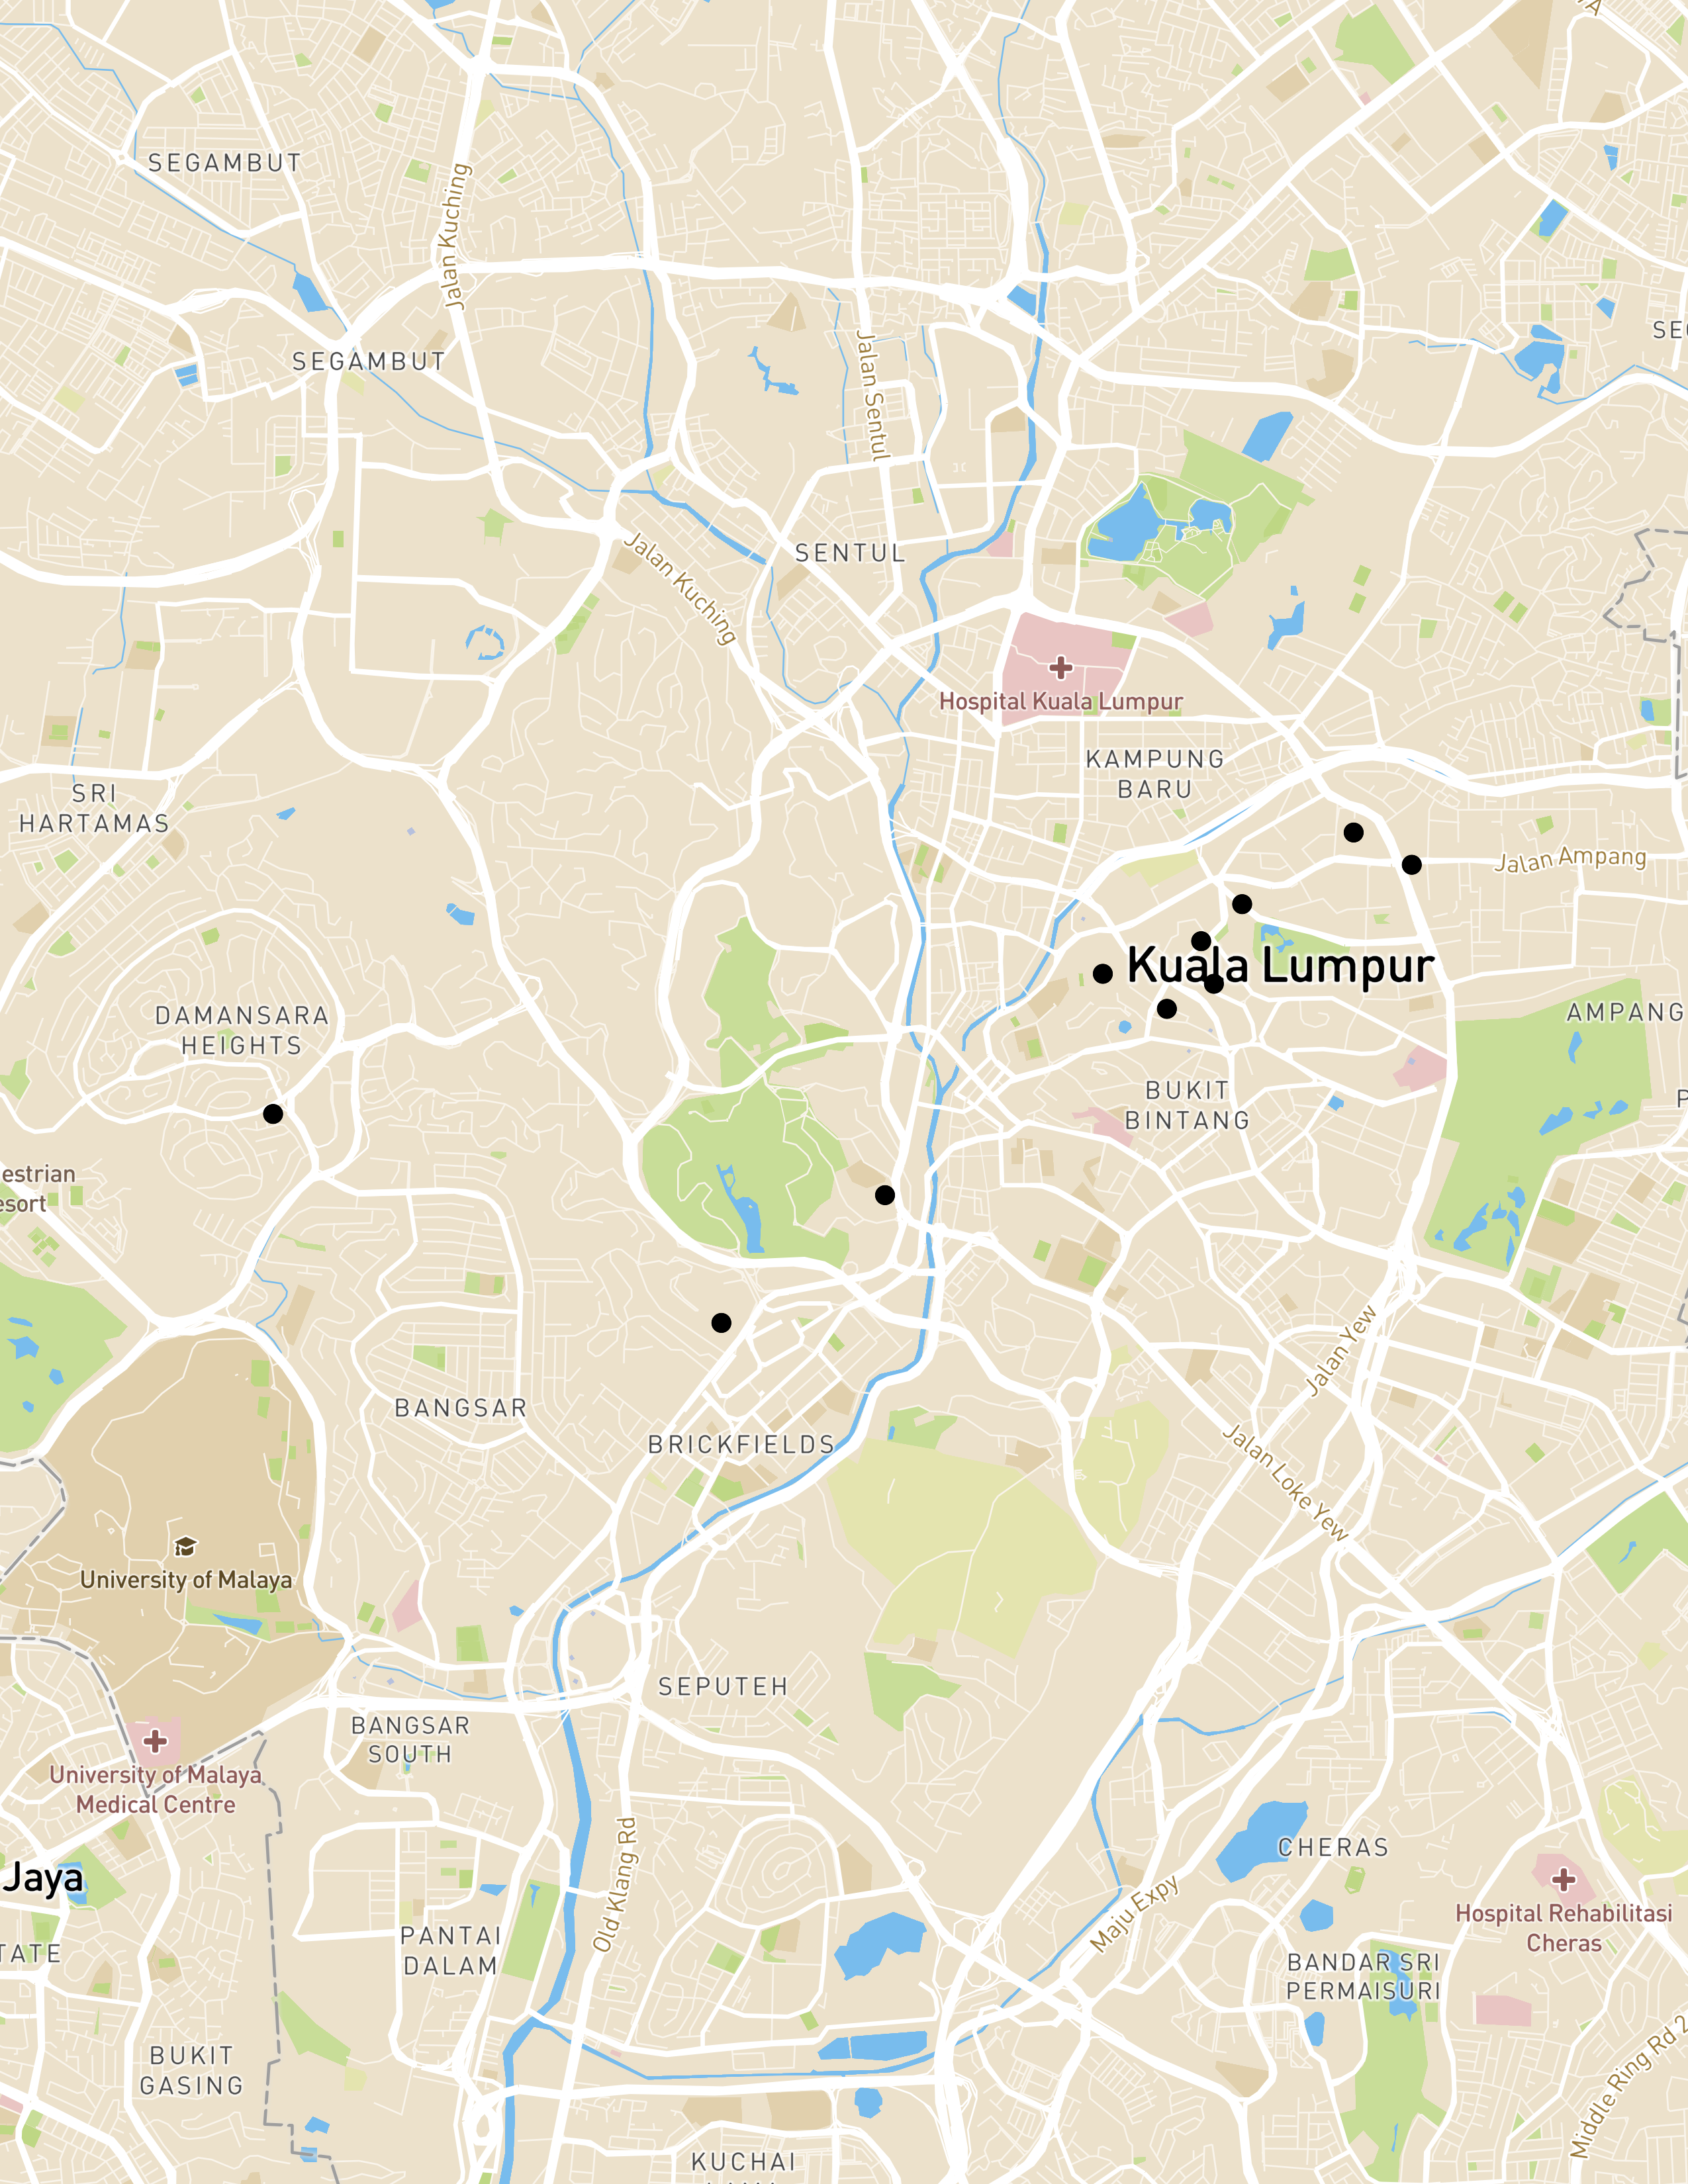 SEGAMBUT
Jalan Kuching
SEGAMBUT
Jalan Sentul
SENTUL
Jalan Kuching
Hospital Kuala Lumpur
KAMPUNG
BARU
SRI
HARTAMAS
Jalan Ampang
Kuala Lumpur
DAMANSARA
HEIGHTS
AMPANG
BUKIT
BINTANG
P
estrian
esort
Jalan Yew
BANGSAR
BRICKFIELDS
Jalan Loke Yew
University of Malaya
SEPUTEH
BANGSAR
SOUTH
University of Malaya
Medical Centre
Old Klang Rd
CHERAS
Jaya
Maju Expy
Hospital Rehabilitasi
Cheras
PANTAI
DALAM
TATE
BANDAR SRI
PERMAISURI
BUKIT
GASING
Middle Ring Rd 2
KUCHAI